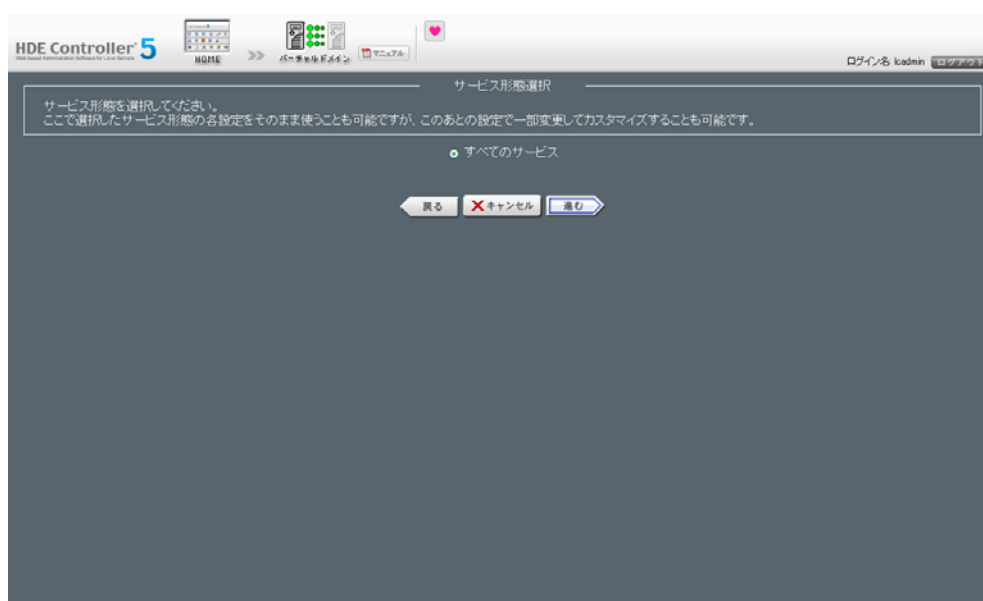 HDE Controller 5
HOME
バーチャルドメイン
マニュアル
ログイン名: lcadmin ログアウト
サービス形態選択
サービス形態を選択してください。
ここで選択したサービス形態の各設定をそのまま使うことも可能ですが、このあとの設定で一部変更してカスタマイズすることも可能です。
すべてのサービス
戻る キャンセル 進む